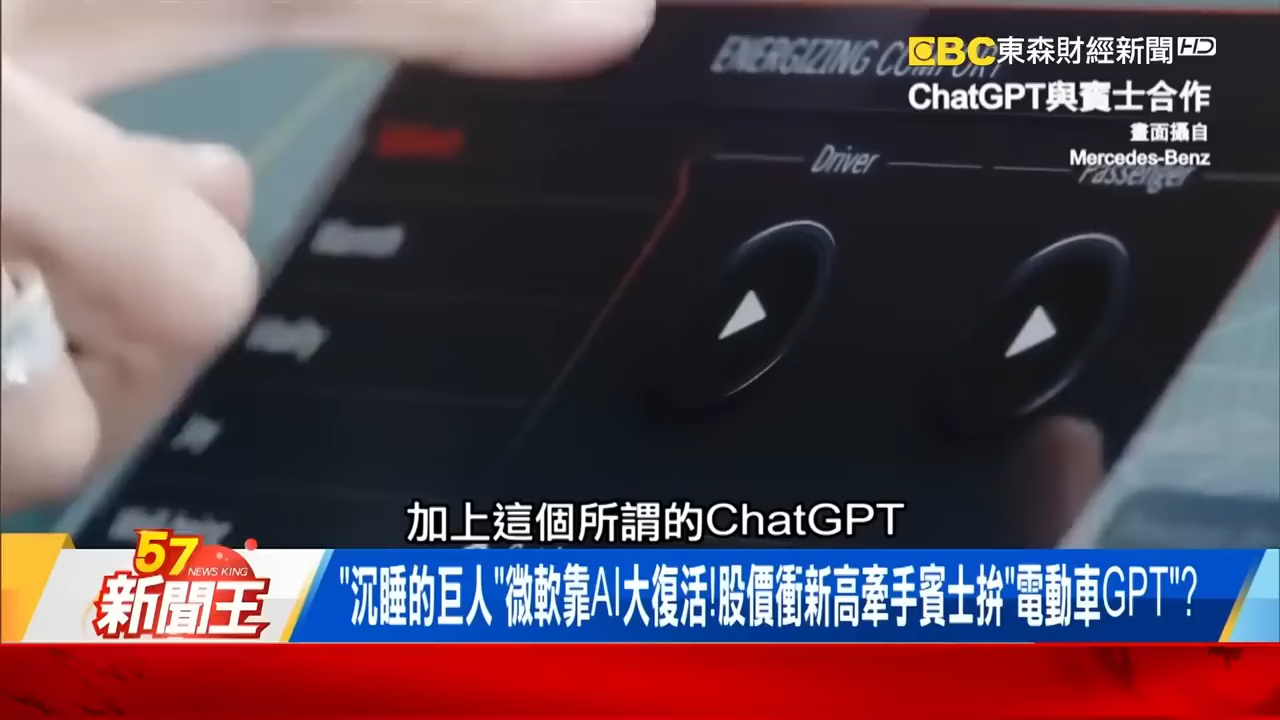 EBC東森財經新聞HD
ENERGIZING COMFORT
ChatGPT與賓士合作
畫面攝自
Mercedes-Benz
Driver
Passenger
加上這個所謂的ChatGPT
57
NEWS KING
新聞王
"沉睡的巨人"微軟靠AI大復活!股價衝新高牽手賓士拚"電動車GPT"?